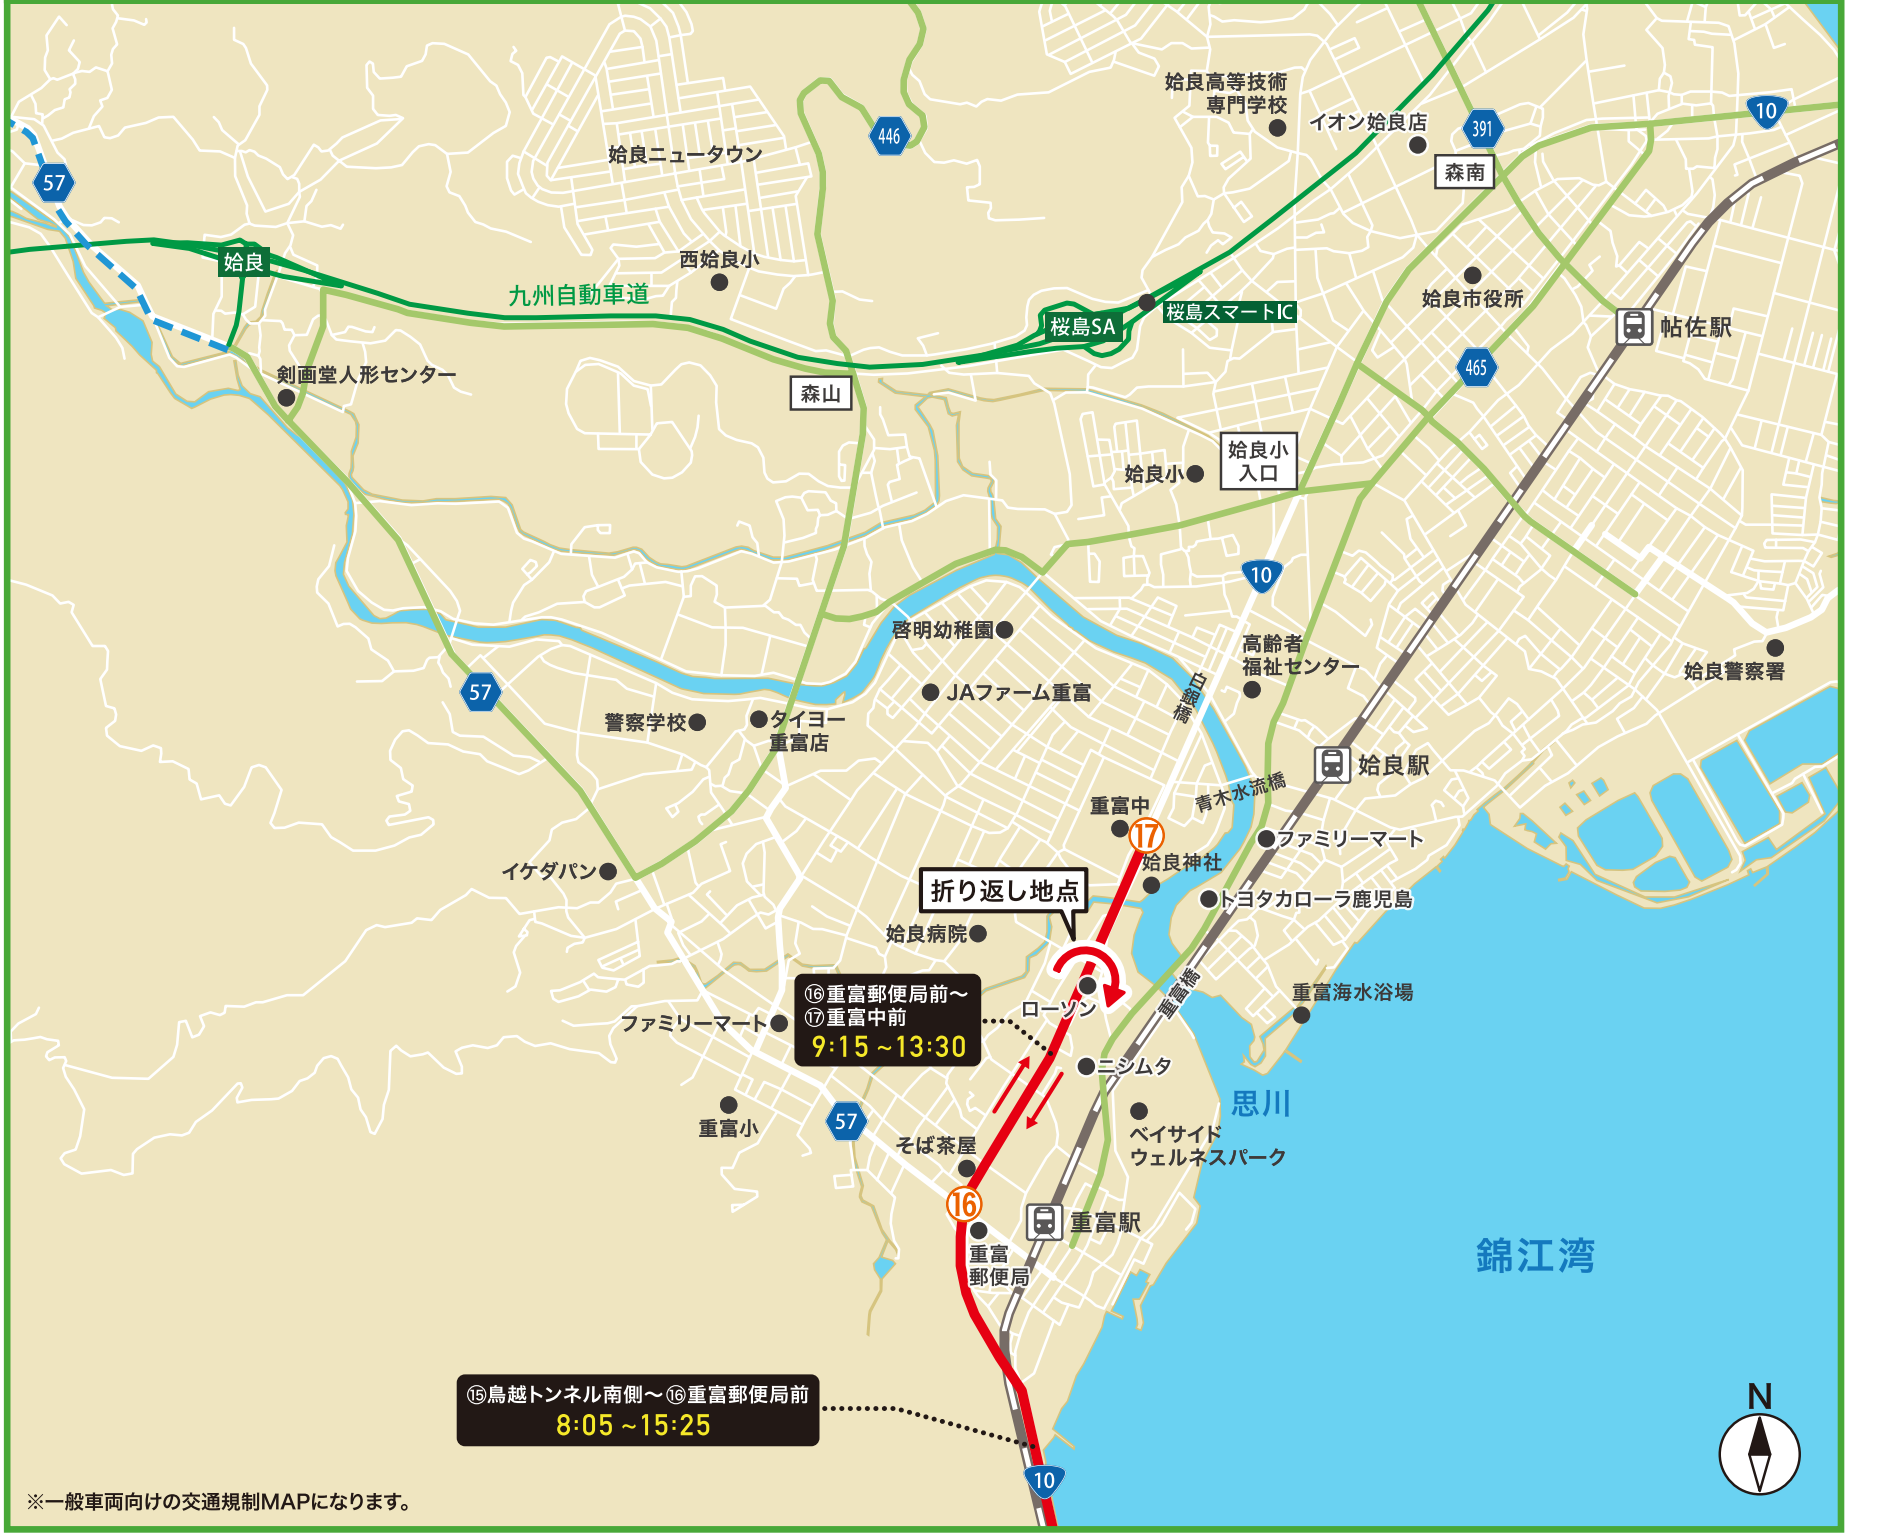 始良高等技術
専門学校
イオン始良店
391
10
森南
446
始良ニュータウン
57
始良
西始良小
九州自動車道
桜島SA
桜島スマートIC
始良市役所
帖佐駅
465
剣画堂人形センター
森山
始良小
始良小
入口
10
啓明幼稚園
高齢者
福祉センター
始良警察署
JAファーム重富
白銀橋
57
警察学校
タイヨー
重富店
始良駅
青木水流橋
重富中
17
ファミリーマート
始良神社
イケダパン
折り返し地点
トヨタカローラ鹿児島
始良病院
重富橋
重富海水浴場
⑯重富郵便局前～
⑰重富中前
9:15～13:30
ローソン
ファミリーマート
ニシムタ
思川
重富小
57
ベイサイド
ウェルネスパーク
そば茶屋
16
重富駅
重富
郵便局
錦江湾
⑮鳥越トンネル南側～⑯重富郵便局前
8:05～15:25
N
10
※一般車両向けの交通規制MAPになります。